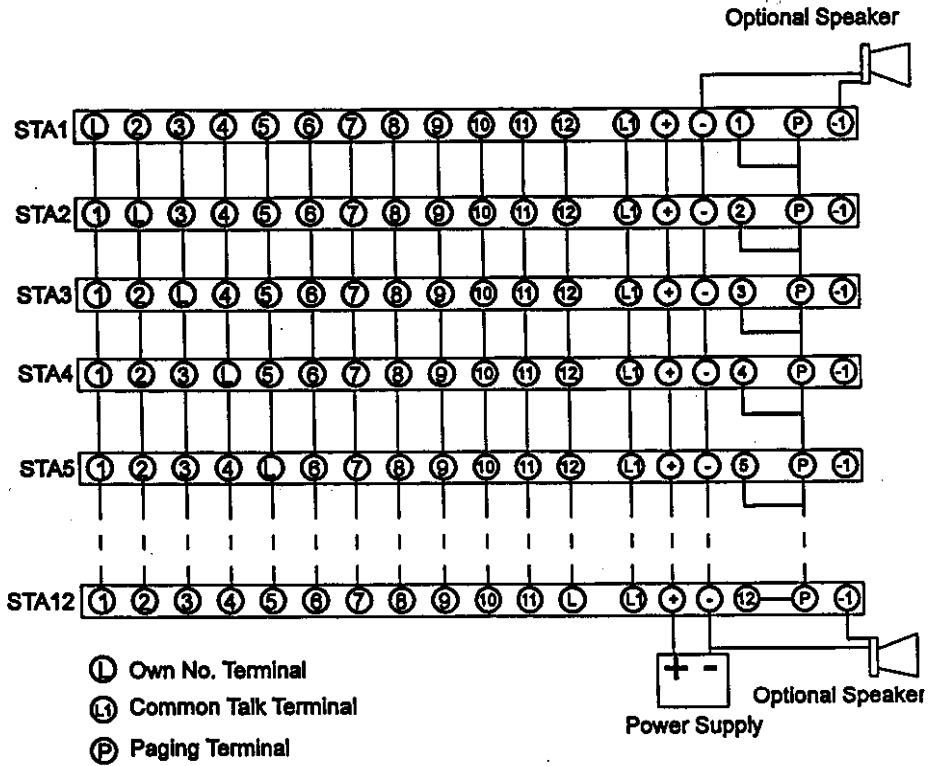 Optional Speaker
STA1 L 2 3 4 5 6 7 8 9 10 11 12 L1 + - 1 P -1
STA2 1 L 3 4 5 6 7 8 9 10 11 12 L1 + - 2 P -1
STA3 1 2 L 4 5 6 7 8 9 10 11 12 L1 + - 3 P -1
STA4 1 2 3 L 5 6 7 8 9 10 11 12 L1 + - 4 P -1
STA5 1 2 3 4 L 6 7 8 9 10 11 12 L1 + - 5 P -1
STA12 1 2 3 4 5 6 7 8 9 10 11 L L1 + - 12 P -1
L Own No. Terminal
+ -
L1 Common Talk Terminal
Optional Speaker
Power Supply
P Paging Terminal